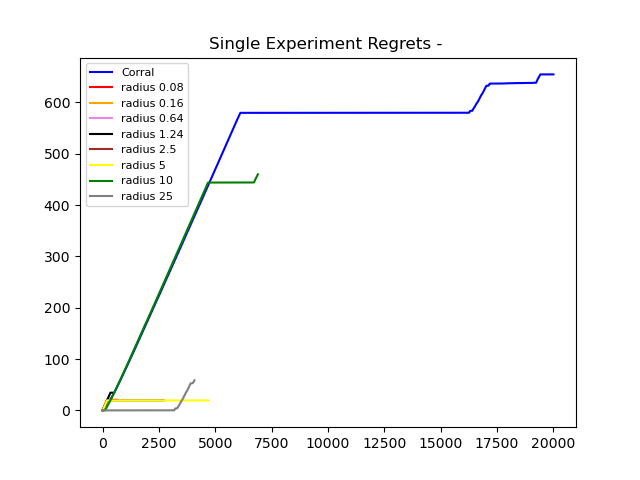 Single Experiment Regrets -
Corral
radius 0.08
radius 0.16
radius 0.64
radius 1.24
radius 2.5
radius 5
radius 10
radius 25
600
500
400
300
200
100
0
0 2500 5000 7500 10000 12500 15000 17500 20000